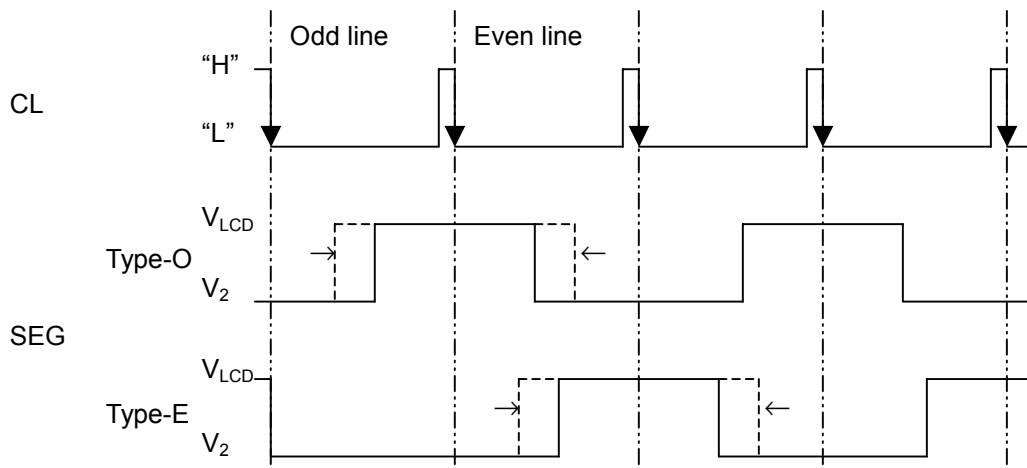 Odd line Even line
“H”
CL
“L”
VLCD
Type-O
V2
SEG
VLCD
Type-E
V2